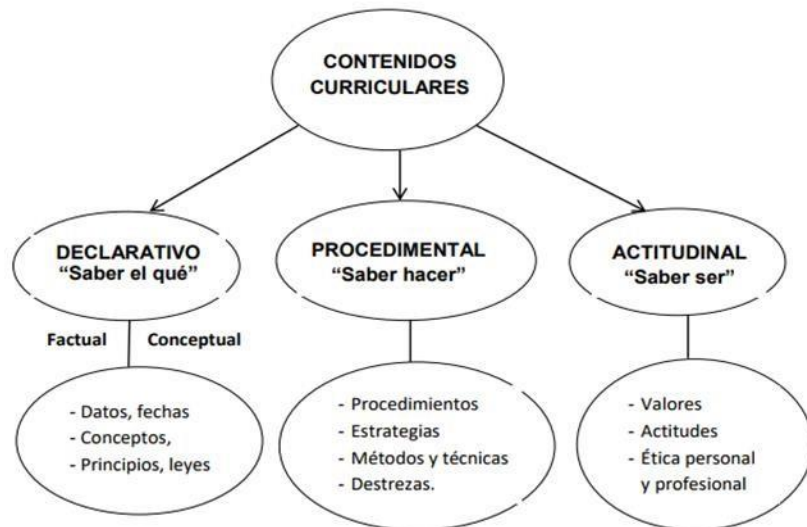 CONTENIDOS
CURRICULARES
DECLARATIVO
“Saber el qué”
PROCEDIMENTAL
“Saber hacer”
ACTITUDINAL
“Saber ser”
Factual
Conceptual
- Datos, fechas
- Conceptos,
- Principios, leyes
- Procedimientos
- Estrategias
- Métodos y técnicas
- Destrezas.
- Valores
- Actitudes
- Ética personal
y profesional